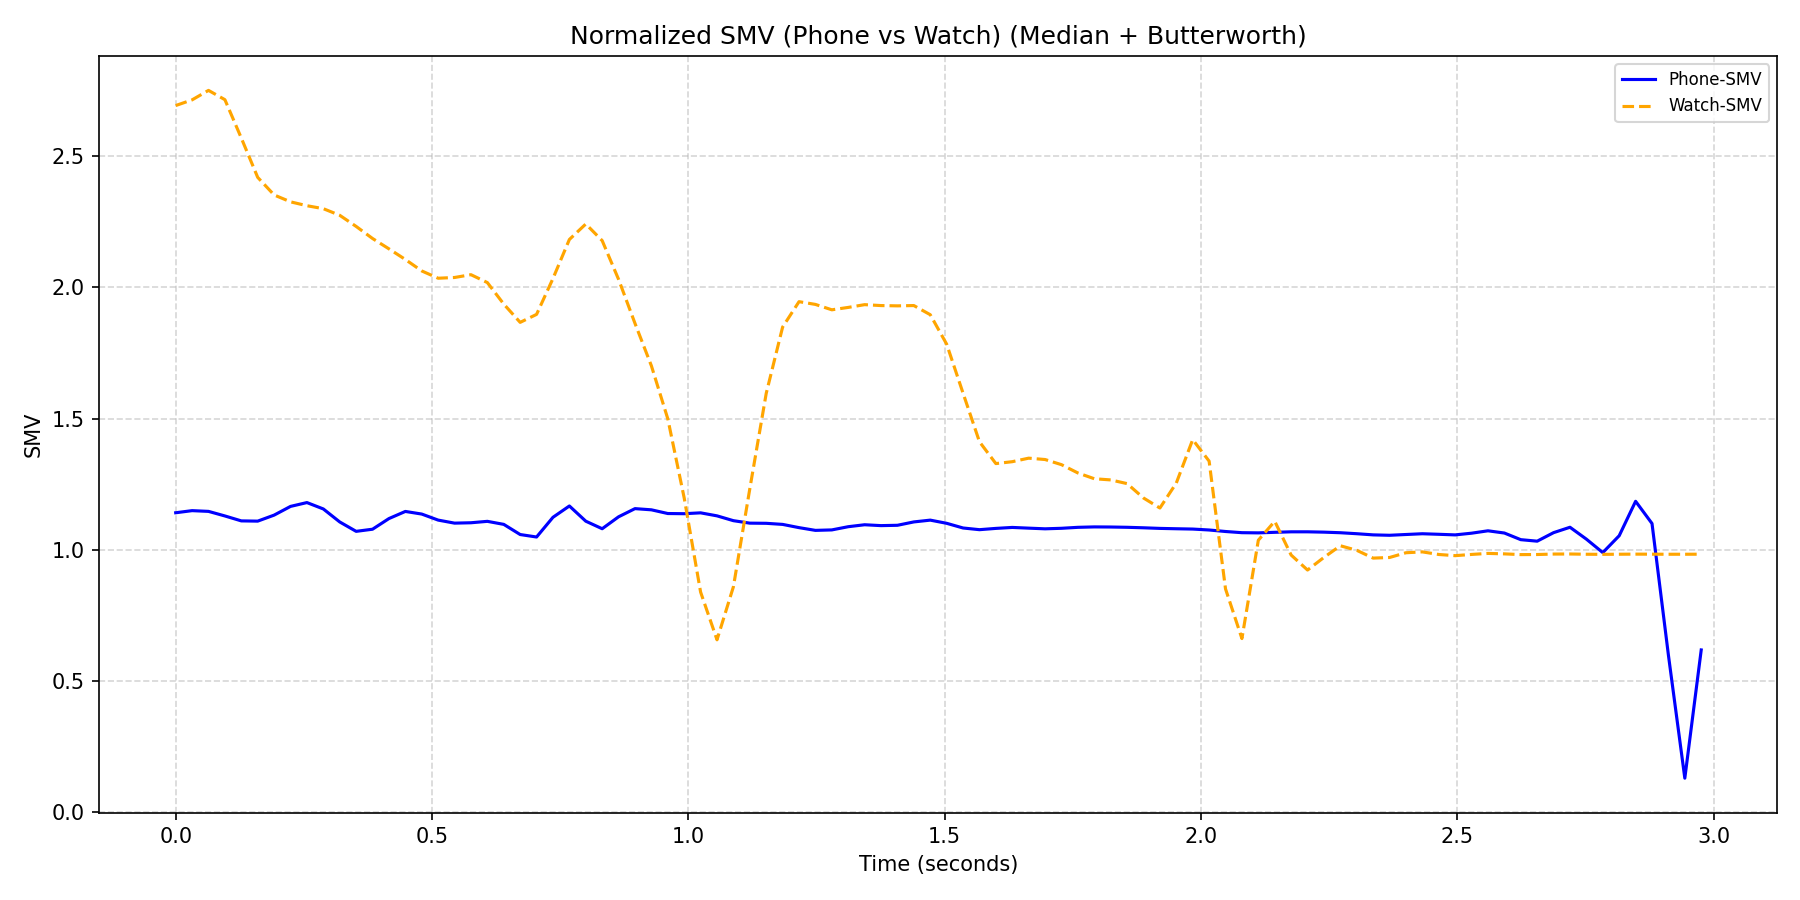 Normalized SMV (Phone vs Watch) (Median + Butterworth)
Phone-SMV
Watch-SMV
SMV
2.5
2.0
1.5
1.0
0.5
0.0
0.0 0.5 1.0 1.5 2.0 2.5 3.0
Time (seconds)